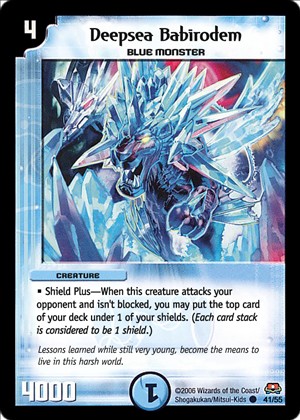 4
Deepsea Babirodem
BLUE MONSTER
CREATURE
▪ Shield Plus—When this creature attacks your
opponent and isn't blocked, you may put the top card
of your deck under 1 of your shields. (Each card stack
is considered to be 1 shield.)
Lessons learned while still very young, become the means to
live in this harsh world.
4000
1
©2006 Wizards of the Coast/
Shogakukan/Mitsui-Kids ● 41/55